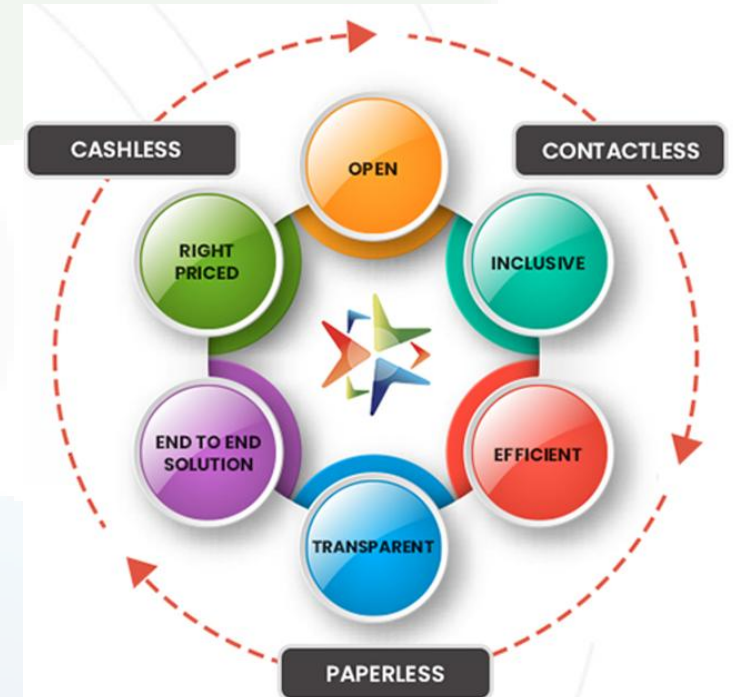 CASHLESS
CONTACTLESS
OPEN
RIGHT
PRICED
INCLUSIVE
END TO END
SOLUTION
EFFICIENT
TRANSPARENT
PAPERLESS